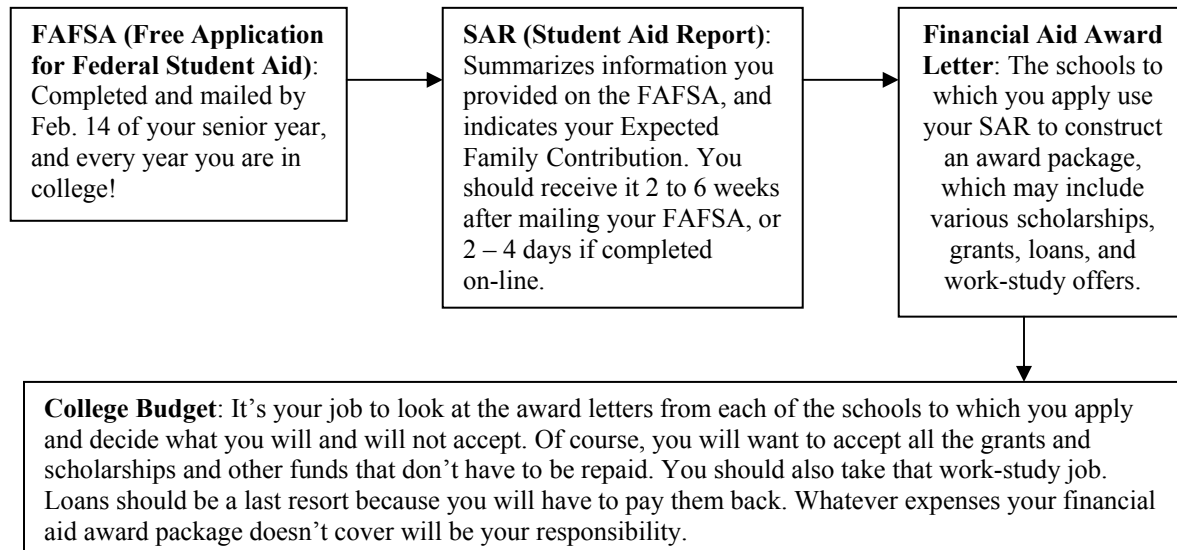 FAFSA (Free Application
for Federal Student Aid):
Completed and mailed by
Feb. 14 of your senior year,
and every year you are in
college!
SAR (Student Aid Report):
Summarizes information you
provided on the FAFSA, and
indicates your Expected
Family Contribution. You
should receive it 2 to 6 weeks
after mailing your FAFSA, or
2 – 4 days if completed
on-line.
Financial Aid Award
Letter: The schools to
which you apply use
your SAR to construct
an award package,
which may include
various scholarships,
grants, loans, and
work-study offers.
College Budget: It’s your job to look at the award letters from each of the schools to which you apply
and decide what you will and will not accept. Of course, you will want to accept all the grants and
scholarships and other funds that don’t have to be repaid. You should also take that work-study job.
Loans should be a last resort because you will have to pay them back. Whatever expenses your financial
aid award package doesn’t cover will be your responsibility.